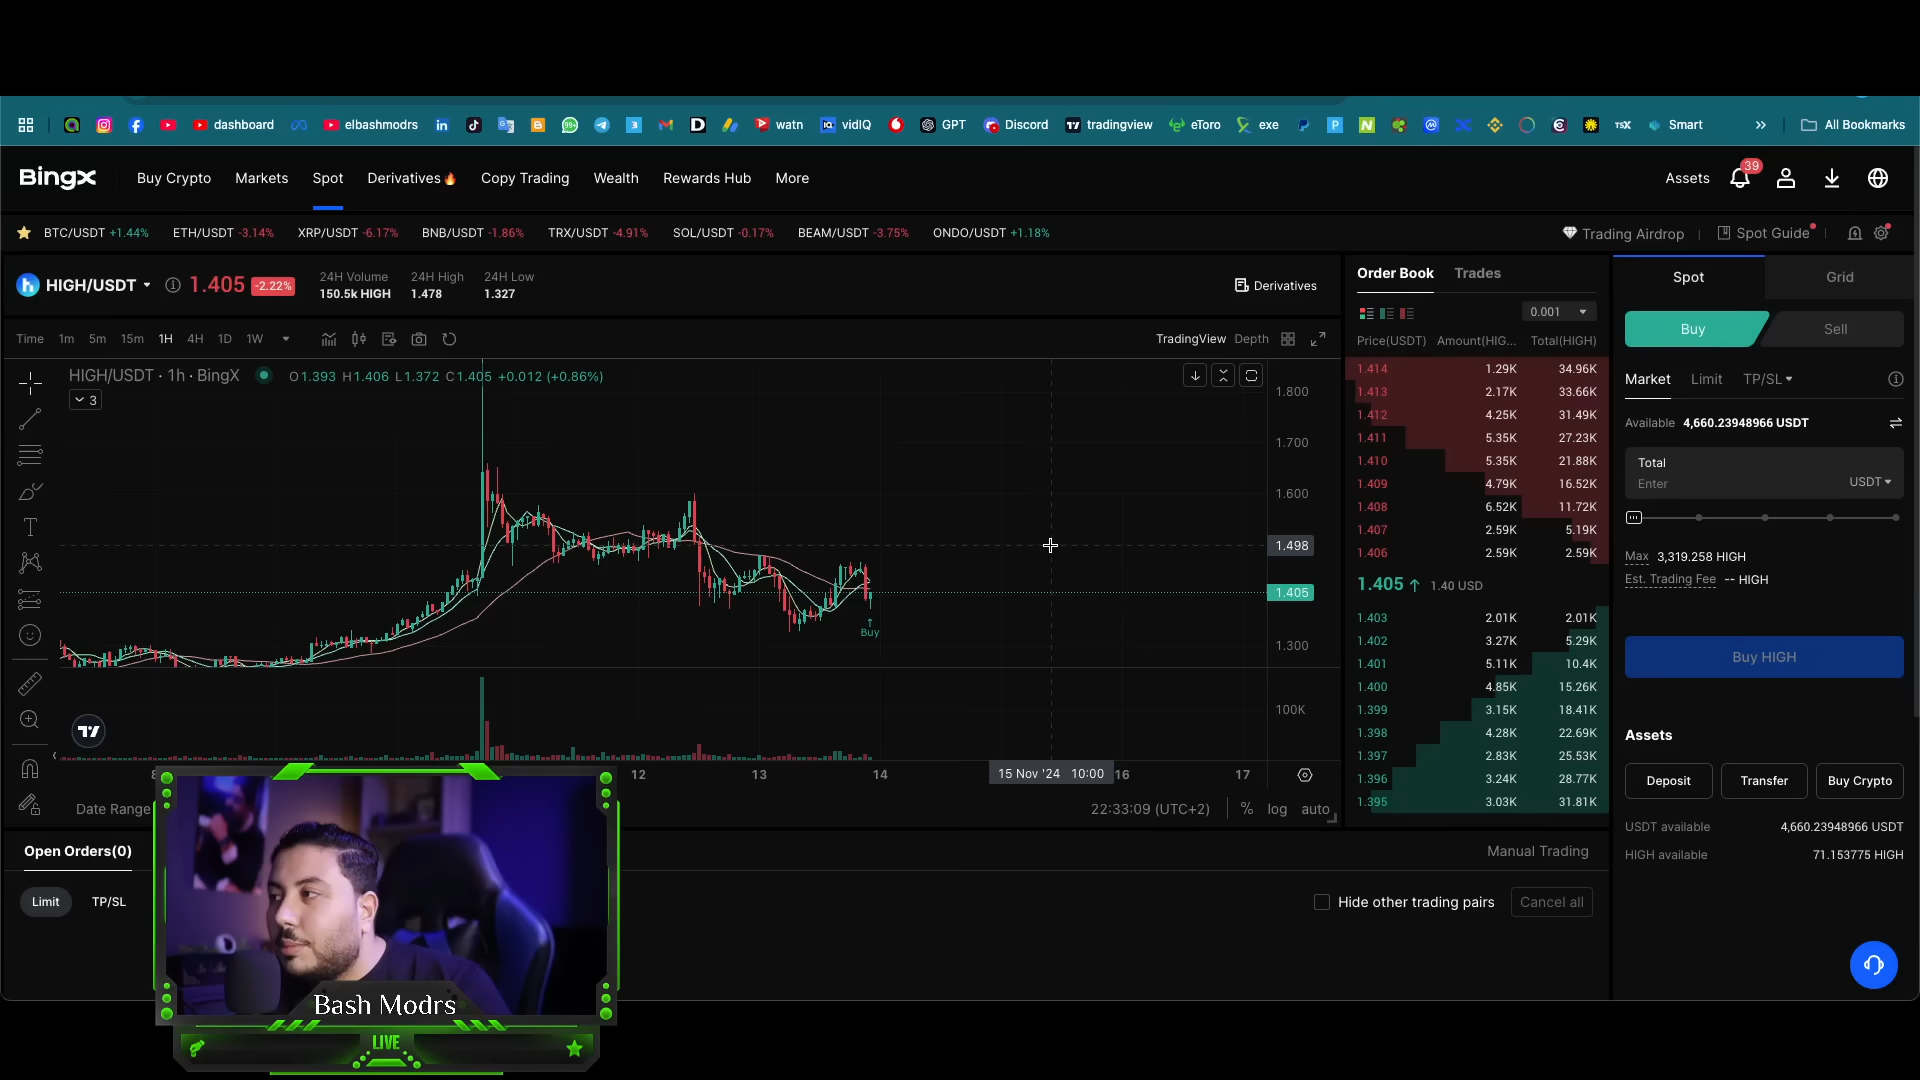 dashboard
elbashmodrs
watn
vidIQ
GPT
Discord
tradingview
eToro
exe
TSX
Smart
All Bookmarks
BingX
Buy Crypto
Markets
Spot
Derivatives
Copy Trading
Wealth
Rewards Hub
More
Assets
39
BTC/USDT +1.44%
ETH/USDT -3.14%
XRP/USDT -6.17%
BNB/USDT -1.86%
TRX/USDT -4.91%
SOL/USDT -0.17%
BEAM/USDT -3.75%
ONDO/USDT +1.18%
Trading Airdrop
Spot Guide
HIGH/USDT
1.405 -2.22%
24H Volume
150.5k HIGH
24H High
1.478
24H Low
1.327
Derivatives
Time 1m 5m 15m 1H 4H 1D 1W
TradingView Depth
HIGH/USDT · 1h · BingX
O1.393 H1.406 L1.372 C1.405 +0.012 (+0.86%)
3
1.800
1.700
1.600
1.498
1.405
1.300
100K
Buy
12
13
14
15 Nov '24 10:00
16
17
Date Range
22:33:09 (UTC+2)
% log auto
Order Book Trades
0.001
Price(USDT) Amount(HIG... Total(HIGH)
1.414 1.29K 34.96K
1.413 2.17K 33.66K
1.412 4.25K 31.49K
1.411 5.35K 27.23K
1.410 5.35K 21.88K
1.409 4.79K 16.52K
1.408 6.52K 11.72K
1.407 2.59K 5.19K
1.406 2.59K 2.59K
1.405 1.40 USD
1.403 2.01K 2.01K
1.402 3.27K 5.29K
1.401 5.11K 10.4K
1.400 4.85K 15.26K
1.399 3.15K 18.41K
1.398 4.28K 22.69K
1.397 2.83K 25.53K
1.396 3.24K 28.77K
1.395 3.03K 31.81K
Spot Grid
Buy Sell
Market Limit TP/SL
Available 4,660.23948966 USDT
Total
Enter USDT
Max 3,319.258 HIGH
Est. Trading Fee -- HIGH
Buy HIGH
Assets
Deposit
Transfer
Buy Crypto
USDT available 4,660.23948966 USDT
HIGH available 71.153775 HIGH
Open Orders(0)
Manual Trading
Limit
TP/SL
Hide other trading pairs
Cancel all
Bash Modrs
LIVE